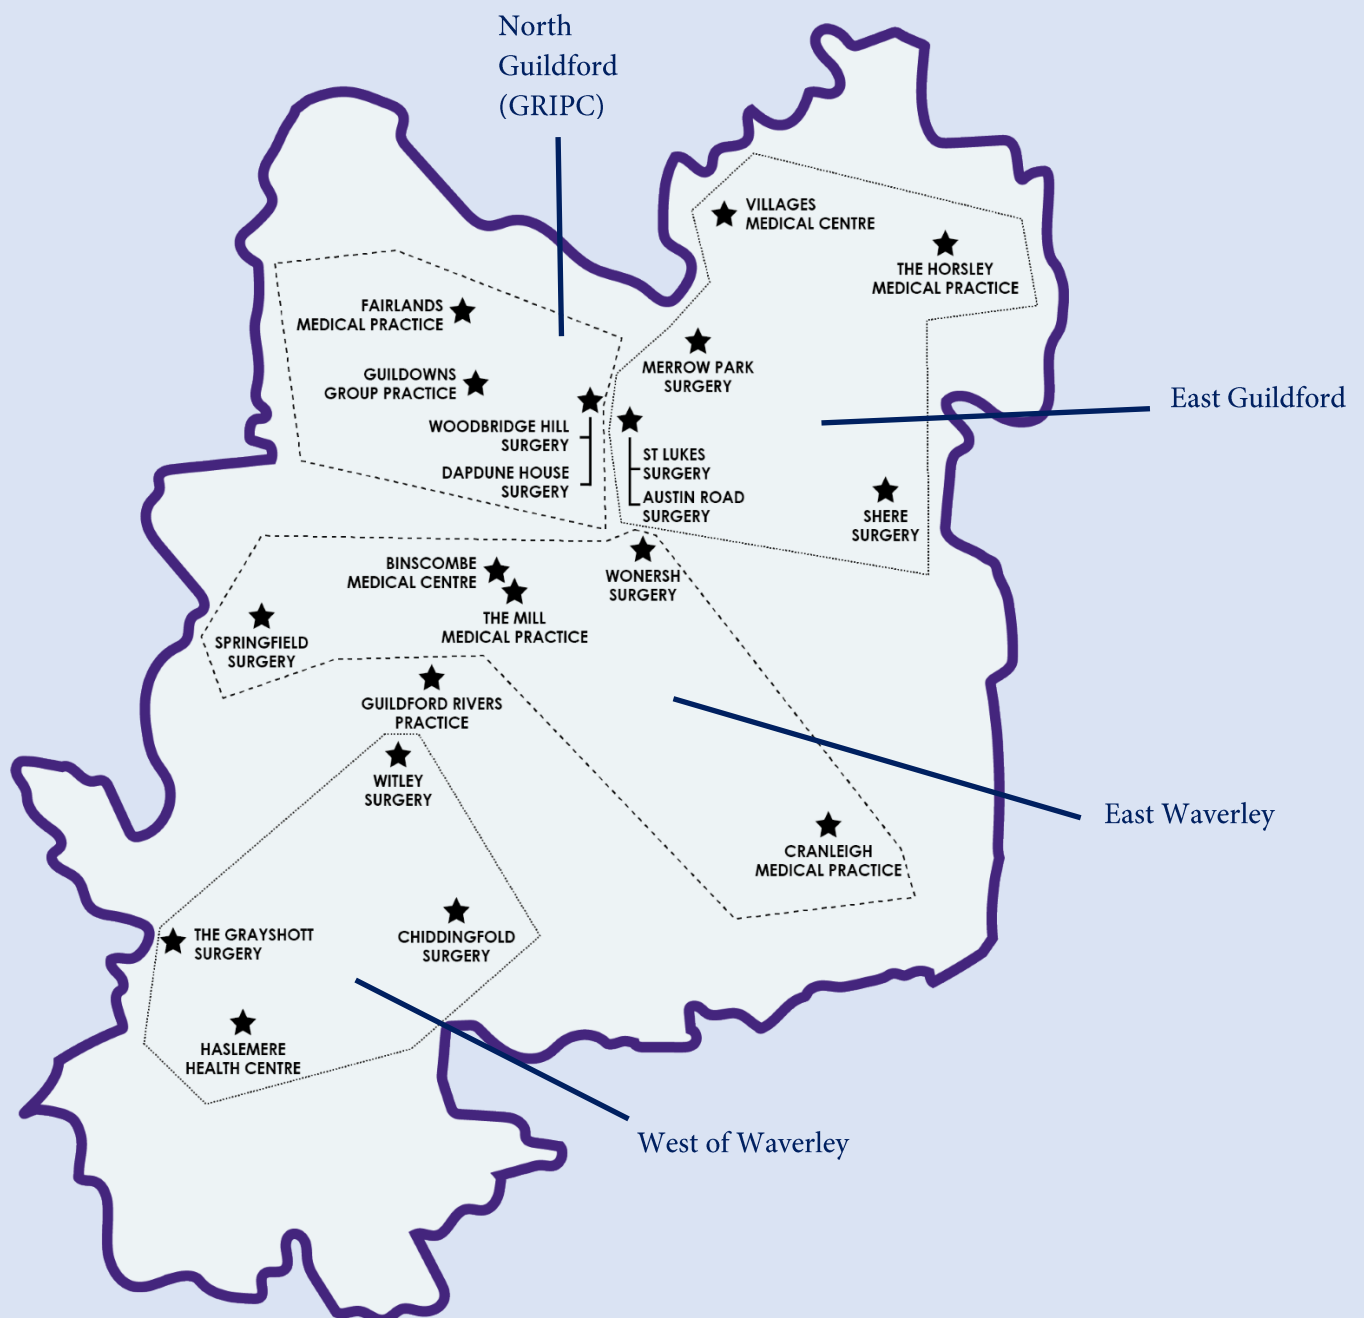 North
Guildford
(GRIPC)
VILLAGES
MEDICAL CENTRE
THE HORSLEY
MEDICAL PRACTICE
FAIRLANDS
MEDICAL PRACTICE
MERROW PARK
SURGERY
GUILDOWNS
GROUP PRACTICE
East Guildford
WOODBRIDGE HILL
SURGERY
DAPDUNE HOUSE
SURGERY
ST LUKES
SURGERY
AUSTIN ROAD
SURGERY
SHERE
SURGERY
BINSCOMBE
MEDICAL CENTRE
WONERSH
SURGERY
THE MILL
MEDICAL PRACTICE
SPRINGFIELD
SURGERY
GUILDFORD RIVERS
PRACTICE
WITLEY
SURGERY
East Waverley
CRANLEIGH
MEDICAL PRACTICE
THE GRAYSHOTT
SURGERY
CHIDDINGFOLD
SURGERY
HASLEMERE
HEALTH CENTRE
West of Waverley